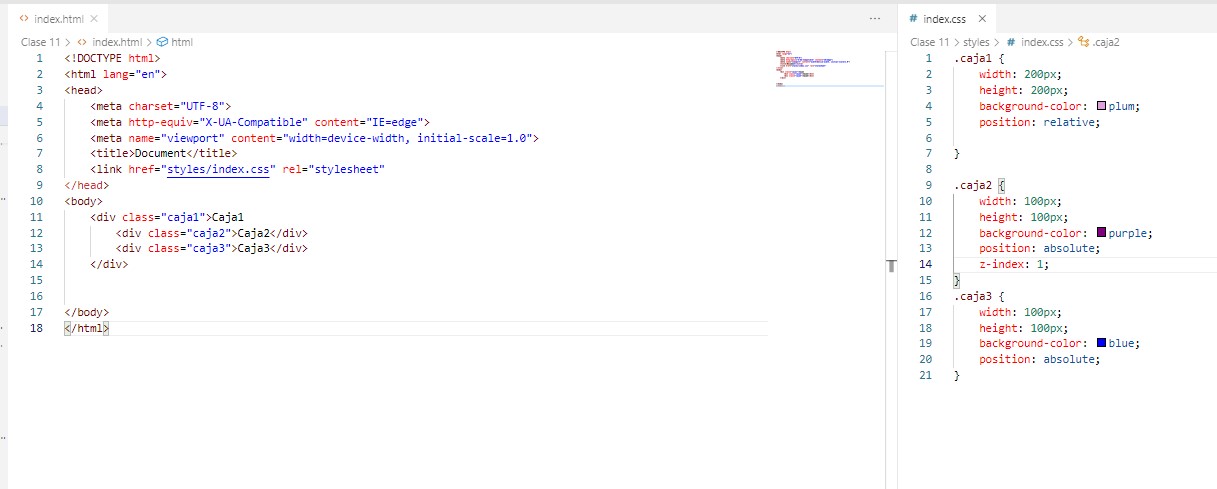 index.html
Clase 11 > index.html > html
1 <!DOCTYPE html>
2 <html lang="en">
3 <head>
4 <meta charset="UTF-8">
5 <meta http-equiv="X-UA-Compatible" content="IE=edge">
6 <meta name="viewport" content="width=device-width, initial-scale=1.0">
7 <title>Document</title>
8 <link href="styles/index.css" rel="stylesheet"
9 </head>
10 <body>
11 <div class="caja1">Caja1
12 <div class="caja2">Caja2</div>
13 <div class="caja3">Caja3</div>
14 </div>
15
16
17 </body>
18 </html>
# index.css
Clase 11 > styles > # index.css > .caja2
1 .caja1 {
2 width: 200px;
3 height: 200px;
4 background-color: plum;
5 position: relative;
6
7 }
8
9 .caja2 {
10 width: 100px;
11 height: 100px;
12 background-color: purple;
13 position: absolute;
14 z-index: 1;
15 }
16 .caja3 {
17 width: 100px;
18 height: 100px;
19 background-color: blue;
20 position: absolute;
21 }